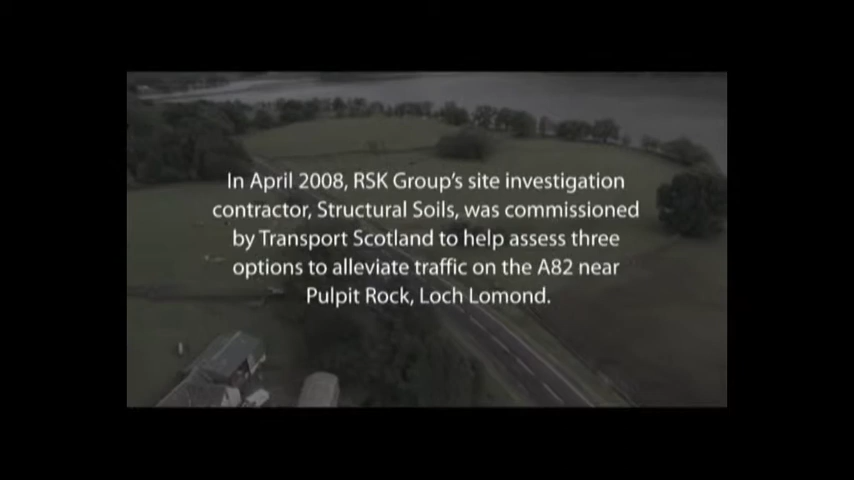 In April 2008, RSK Group's site investigation
contractor, Structural Soils, was commissioned
by Transport Scotland to help assess three
options to alleviate traffic on the A82 near
Pulpit Rock, Loch Lomond.